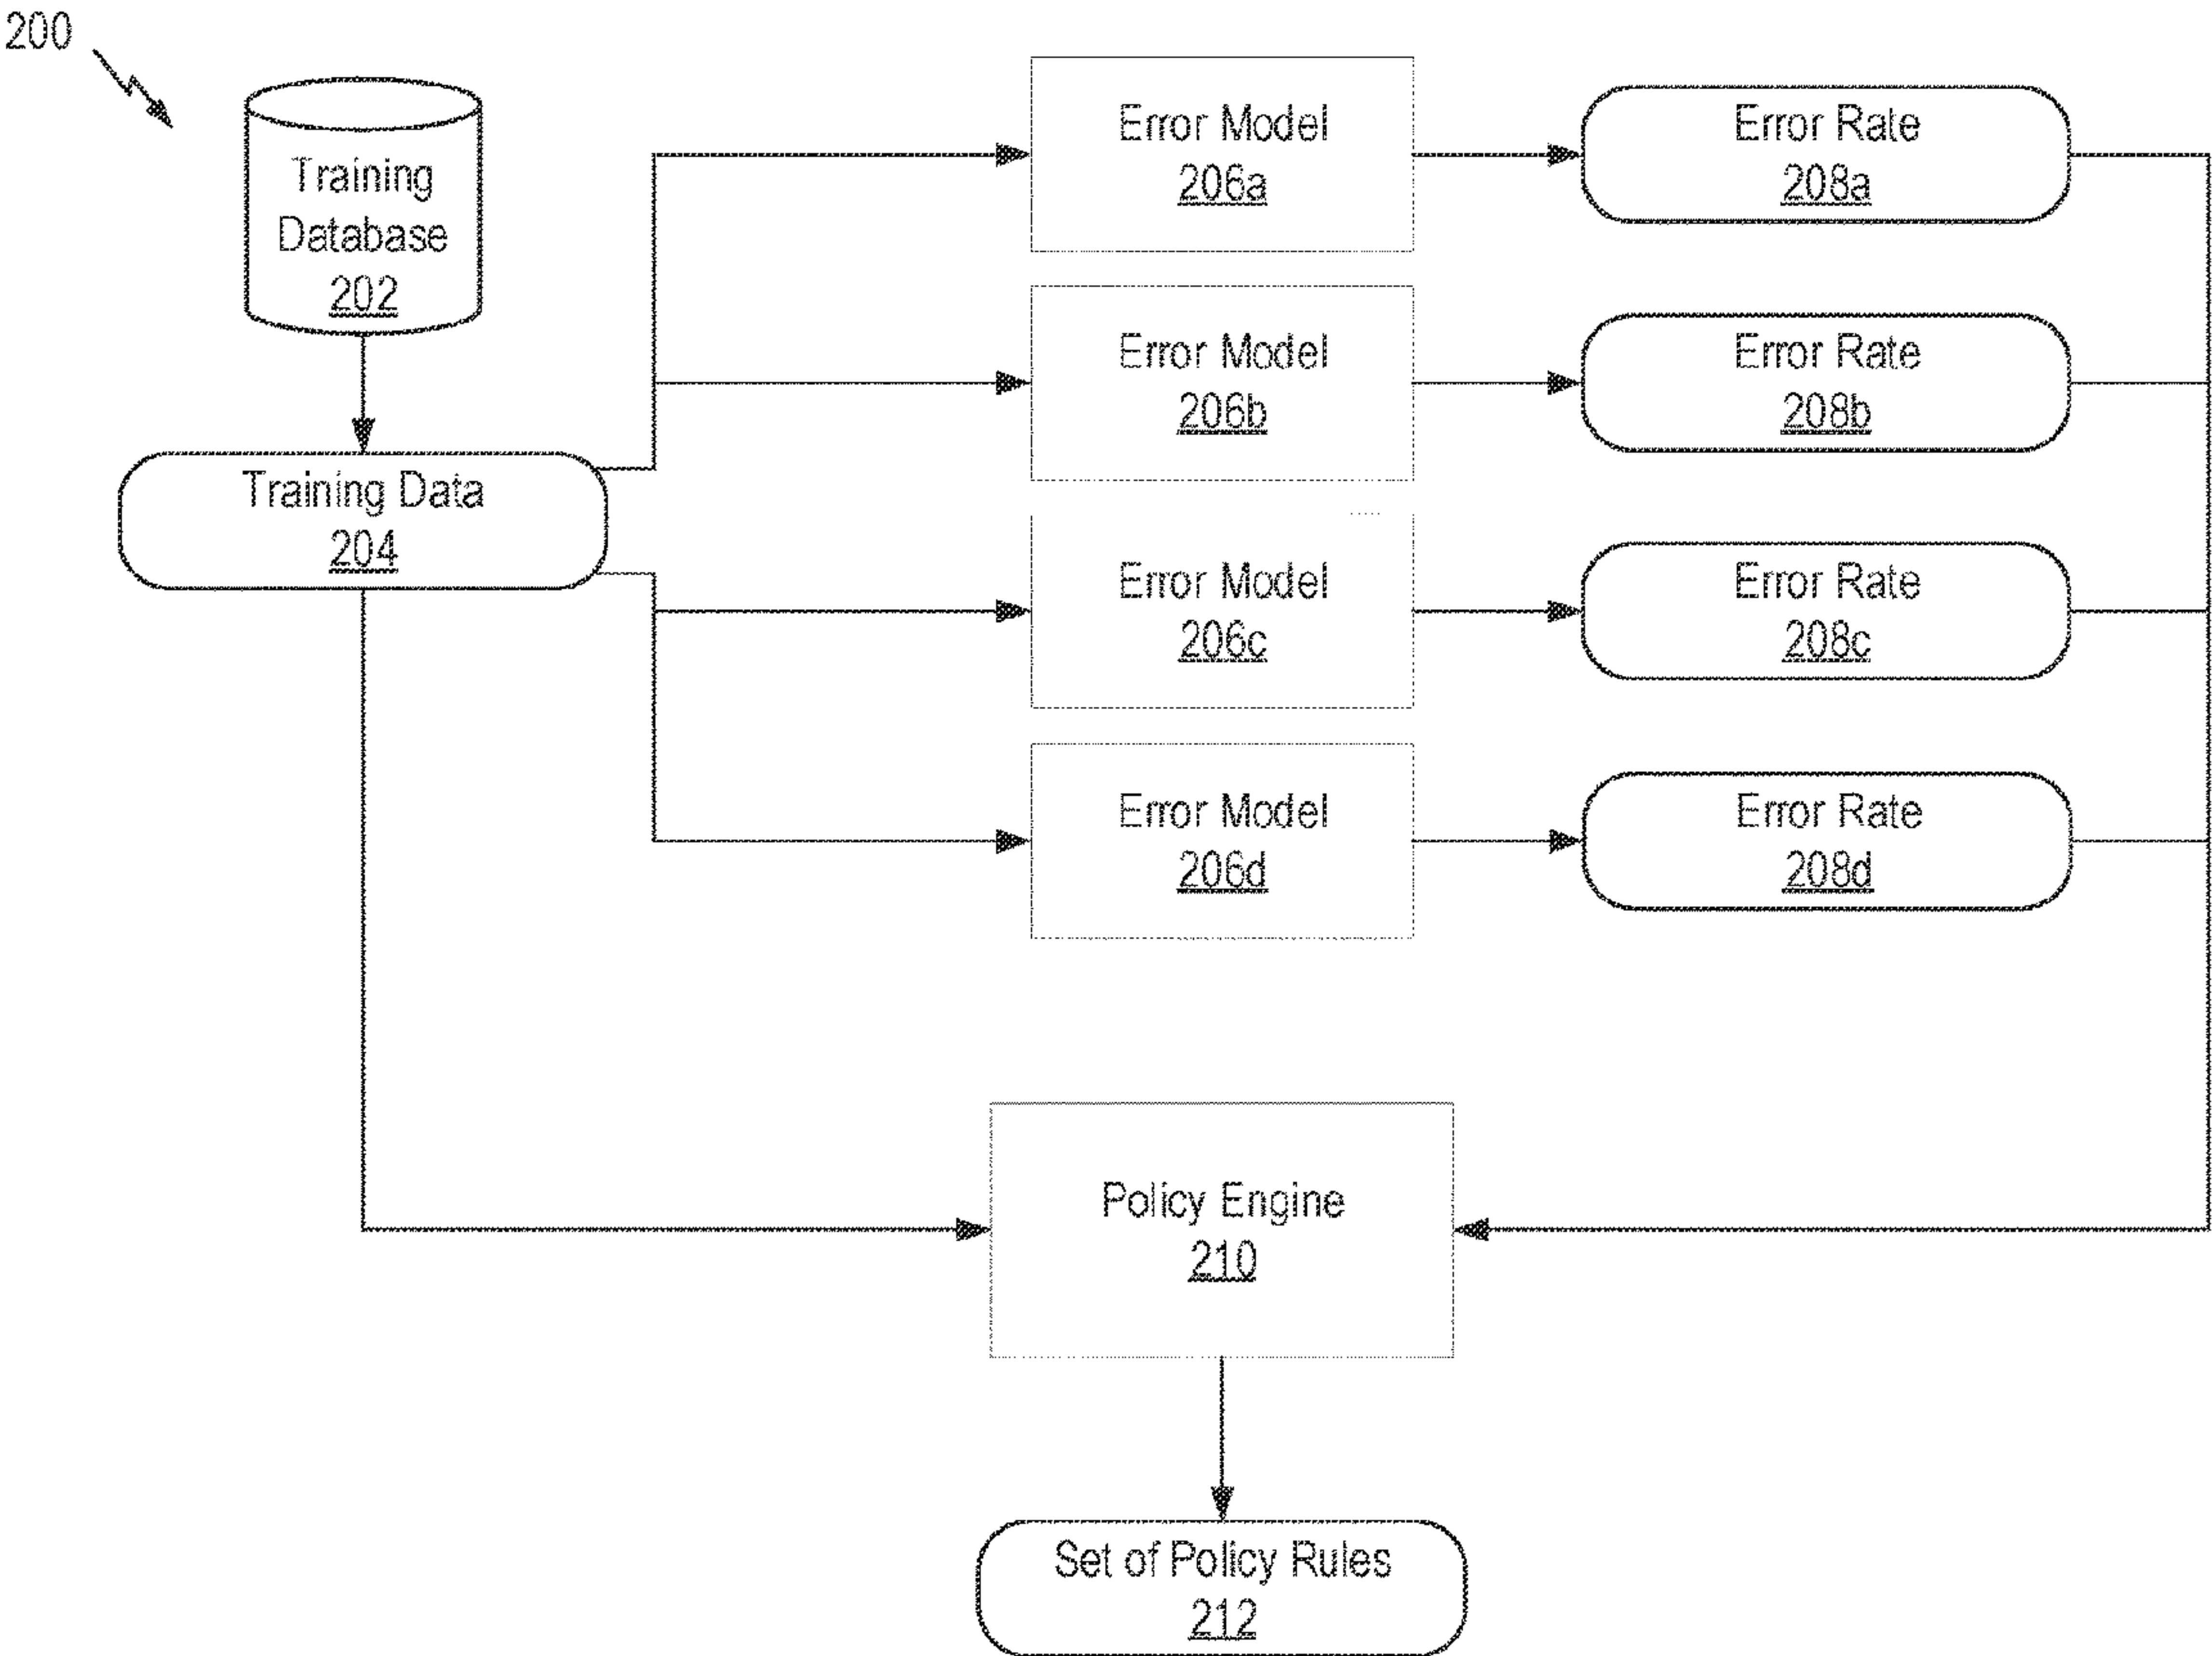 200
Training
Database
202
Training Data
204
Error Model
206a
Error Rate
208a
Error Model
206b
Error Rate
208b
Error Model
206c
Error Rate
208c
Error Model
206d
Error Rate
208d
Policy Engine
210
Set of Policy Rules
212